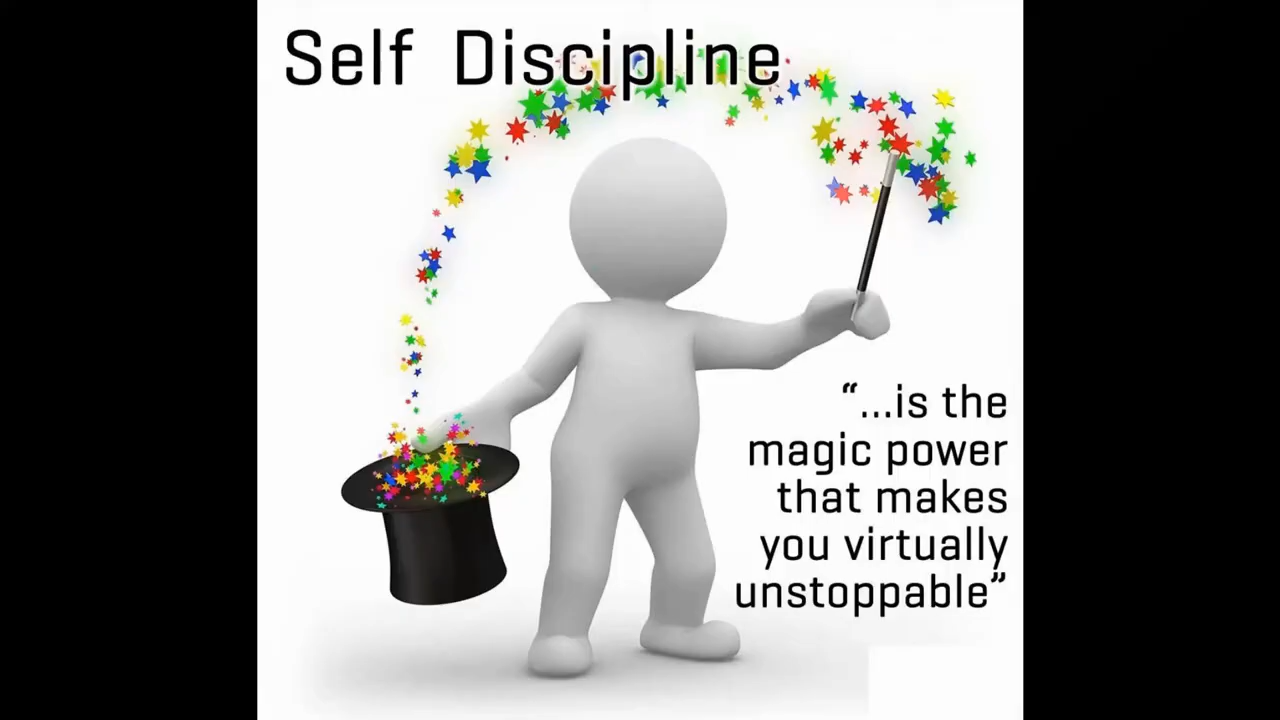 Self Discipline
“...is the
magic power
that makes
you virtually
unstoppable”